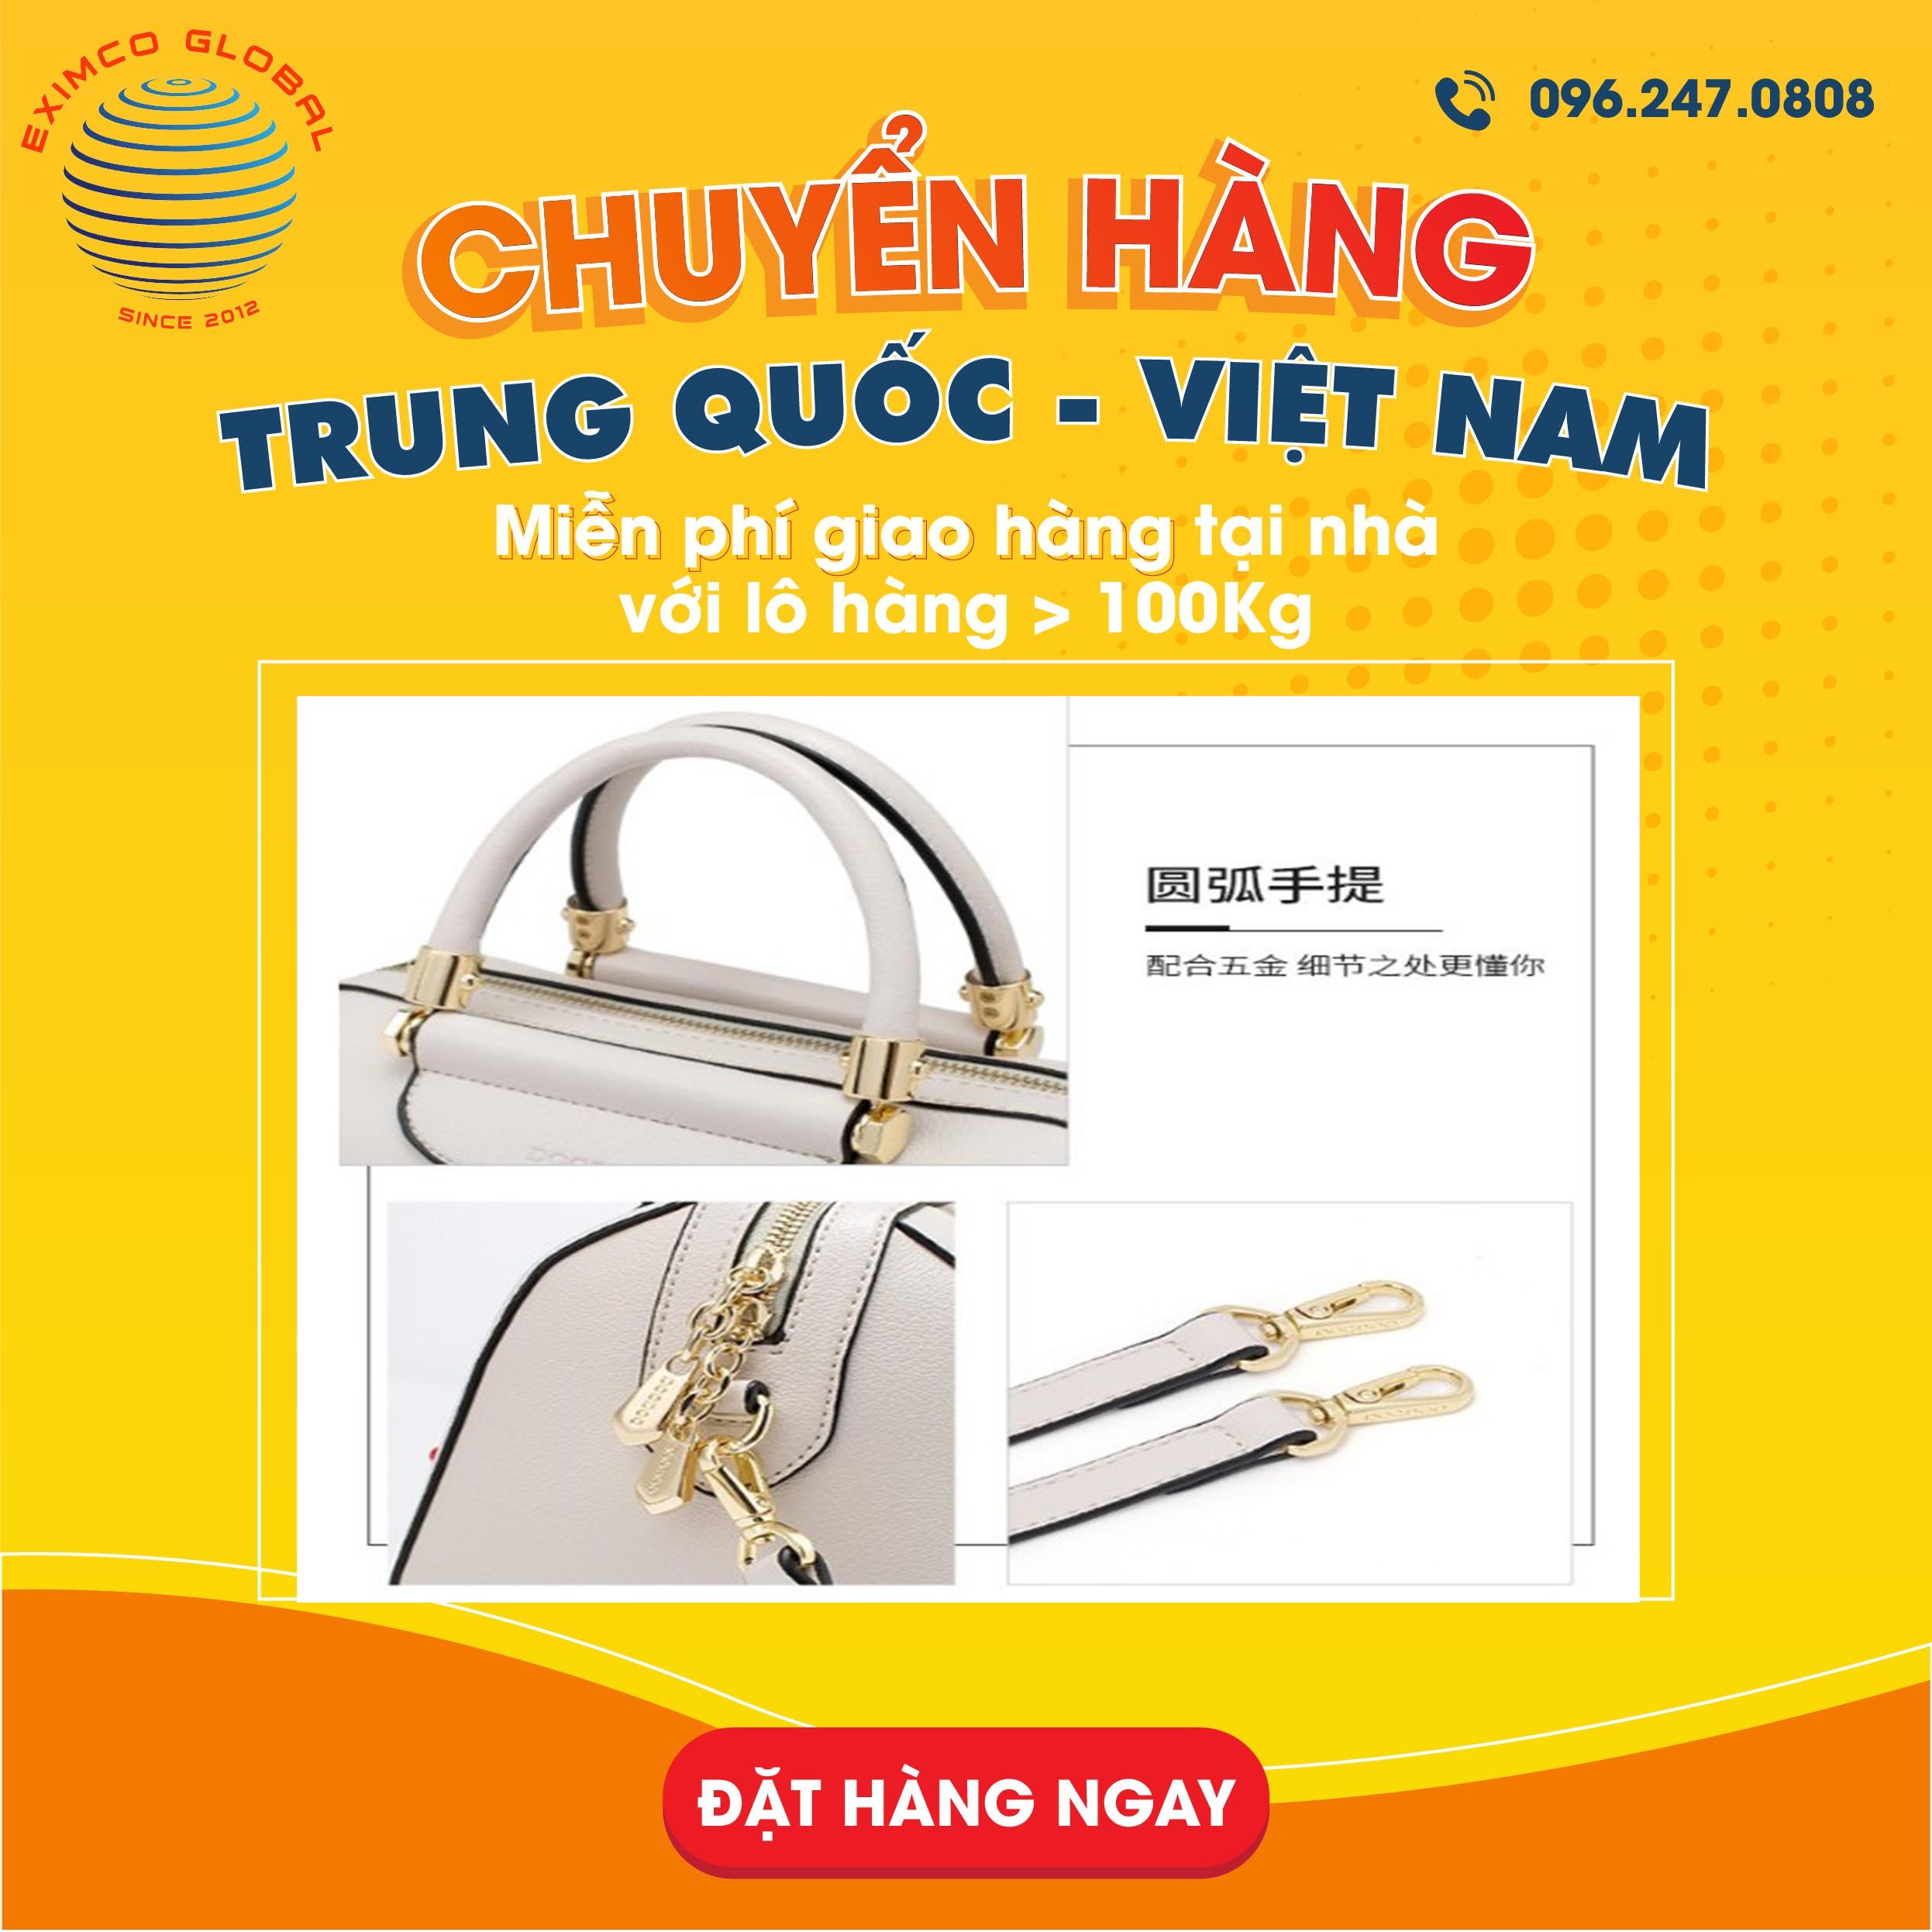 EXIMCO GLOBAL
SINCE 2012
096.247.0808
CHUYỂN HÀNG
TRUNG QUỐC - VIỆT NAM
Miễn phí giao hàng tại nhà
với lô hàng > 100Kg
圆弧手提
配合五金 细节之处更懂你
ĐẶT HÀNG NGAY